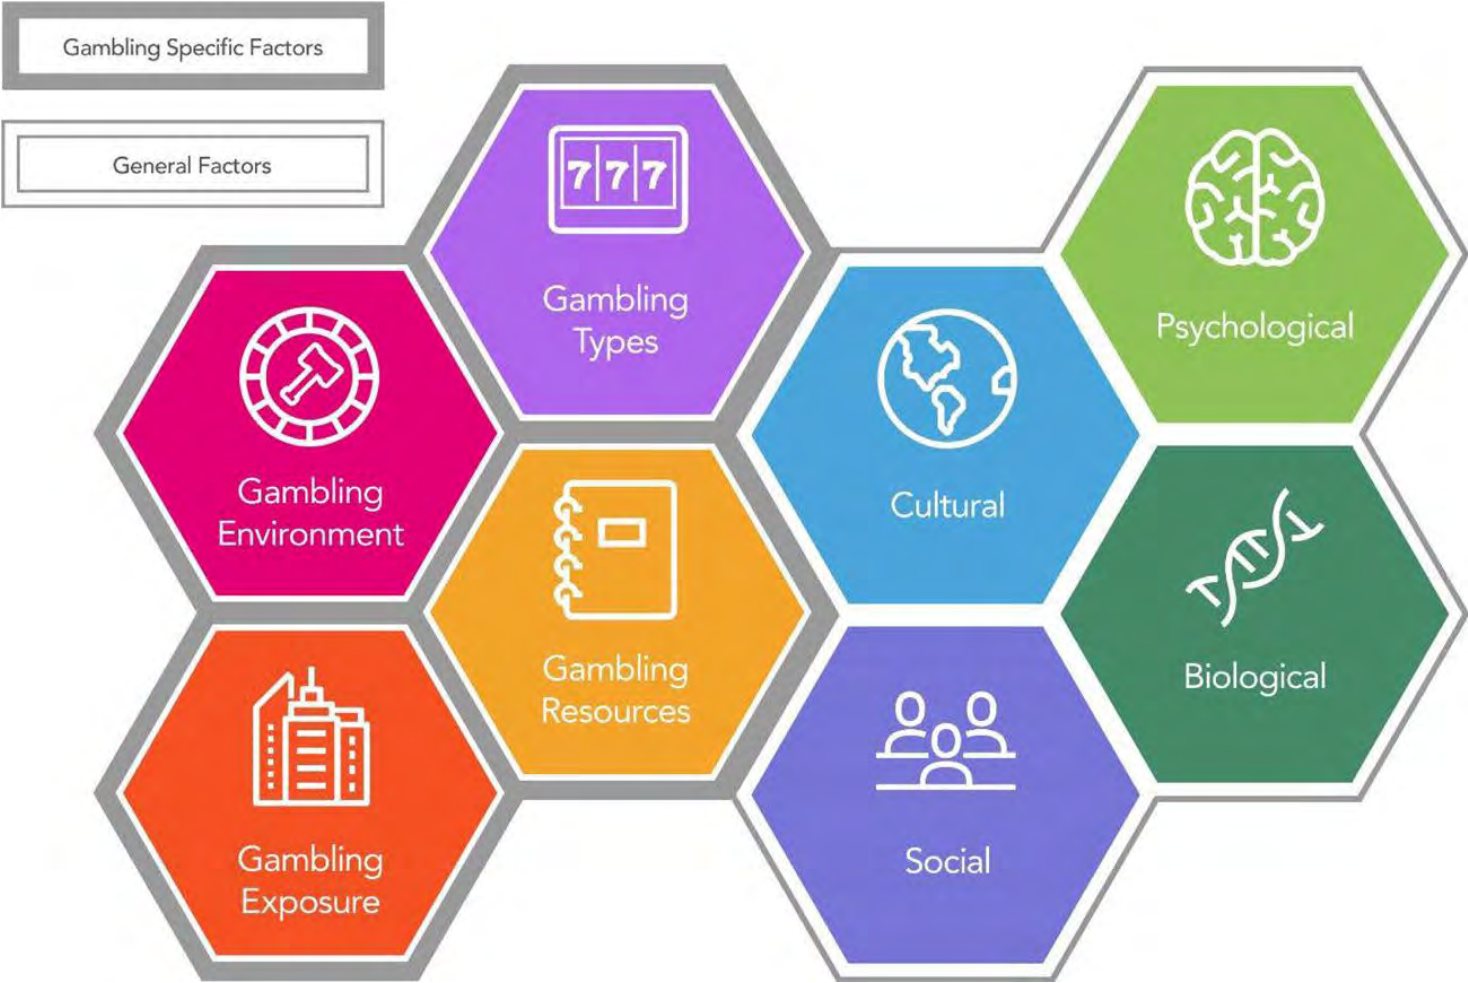 Gambling Specific Factors
General Factors
777
Gambling
Types
Psychological
Gambling
Environment
Cultural
Gambling
Resources
Biological
Gambling
Exposure
Social